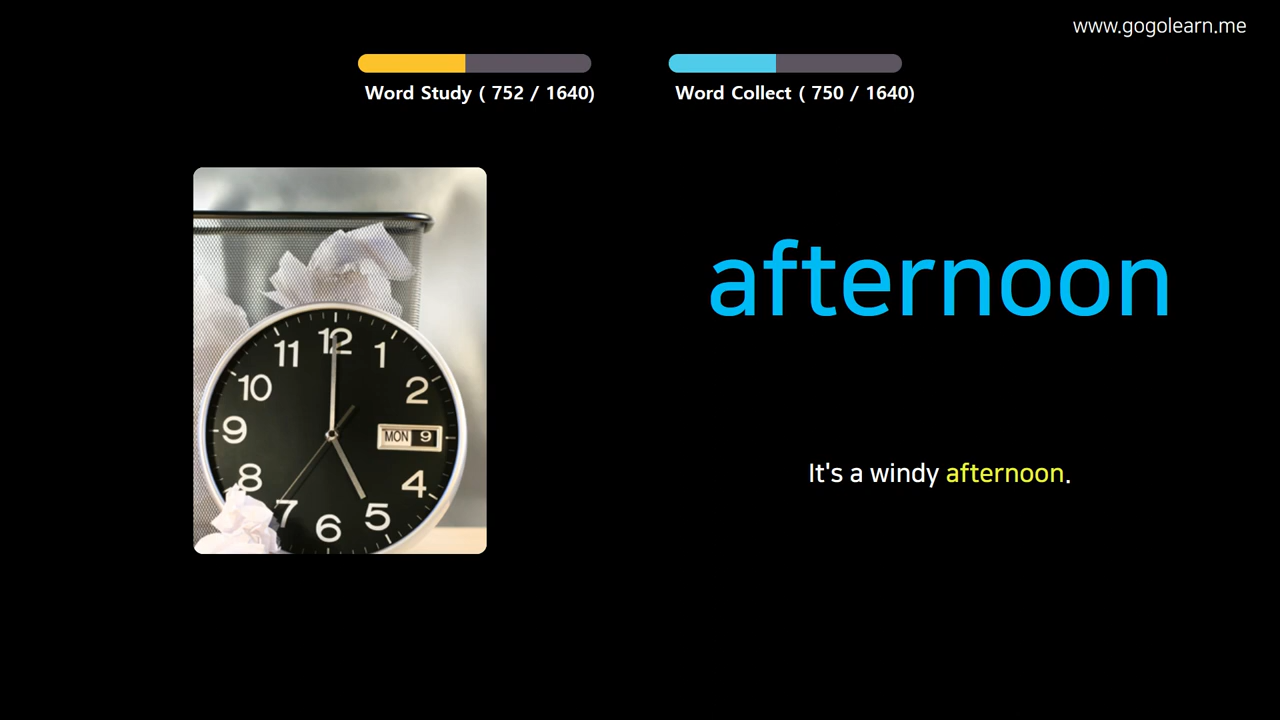 www.gogolearn.me
Word Study ( 752 / 1640)
Word Collect ( 750 / 1640)
afternoon
It's a windy afternoon.
12
1
2
MON 9
4
5
6
7
8
9
10
11